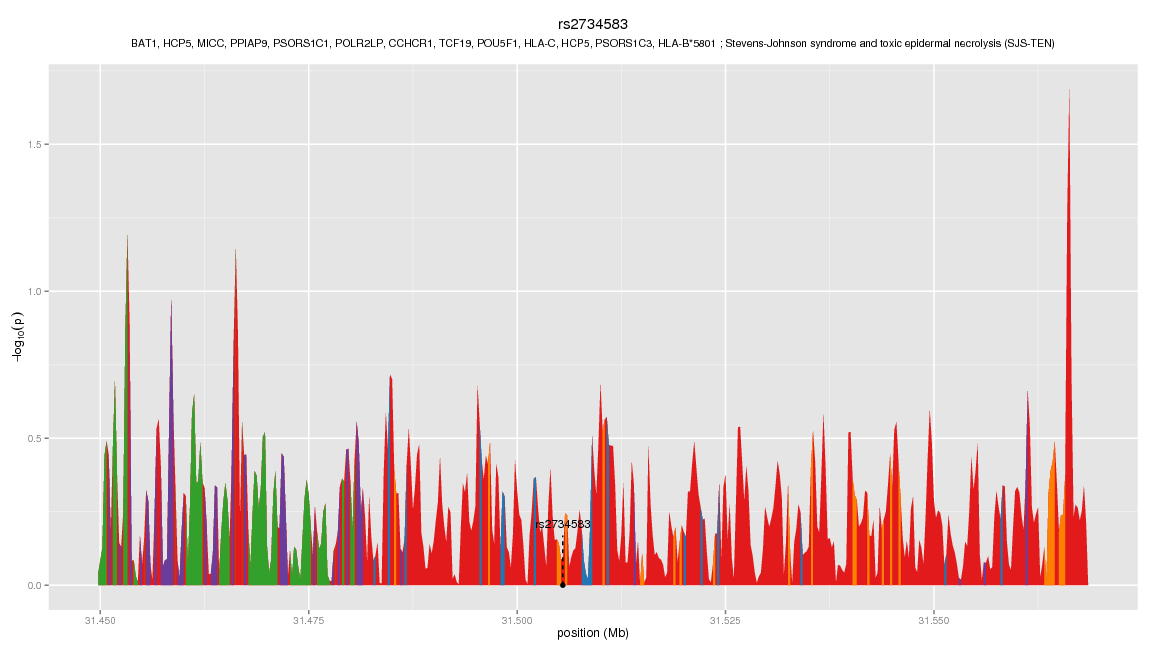 rs2734583
BAT1, HCP5, MICC, PPIAP9, PSORS1C1, POLR2LP, CCHCR1, TCF19, POU5F1, HLA-C, HCP5, PSORS1C3, HLA-B*5801 ; Stevens-Johnson syndrome and toxic epidermal necrolysis (SJS-TEN)
1.5
1.0
0.5
0.0
−log10(p)
rs2734583
31.450
31.475
31.500
31.525
31.550
position (Mb)